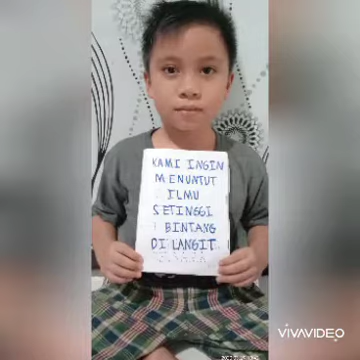 KAMI INGIN
MENUNTUT
ILMU
SETINGGI
BINTANG
DI LANGIT
VIVAVIDEO